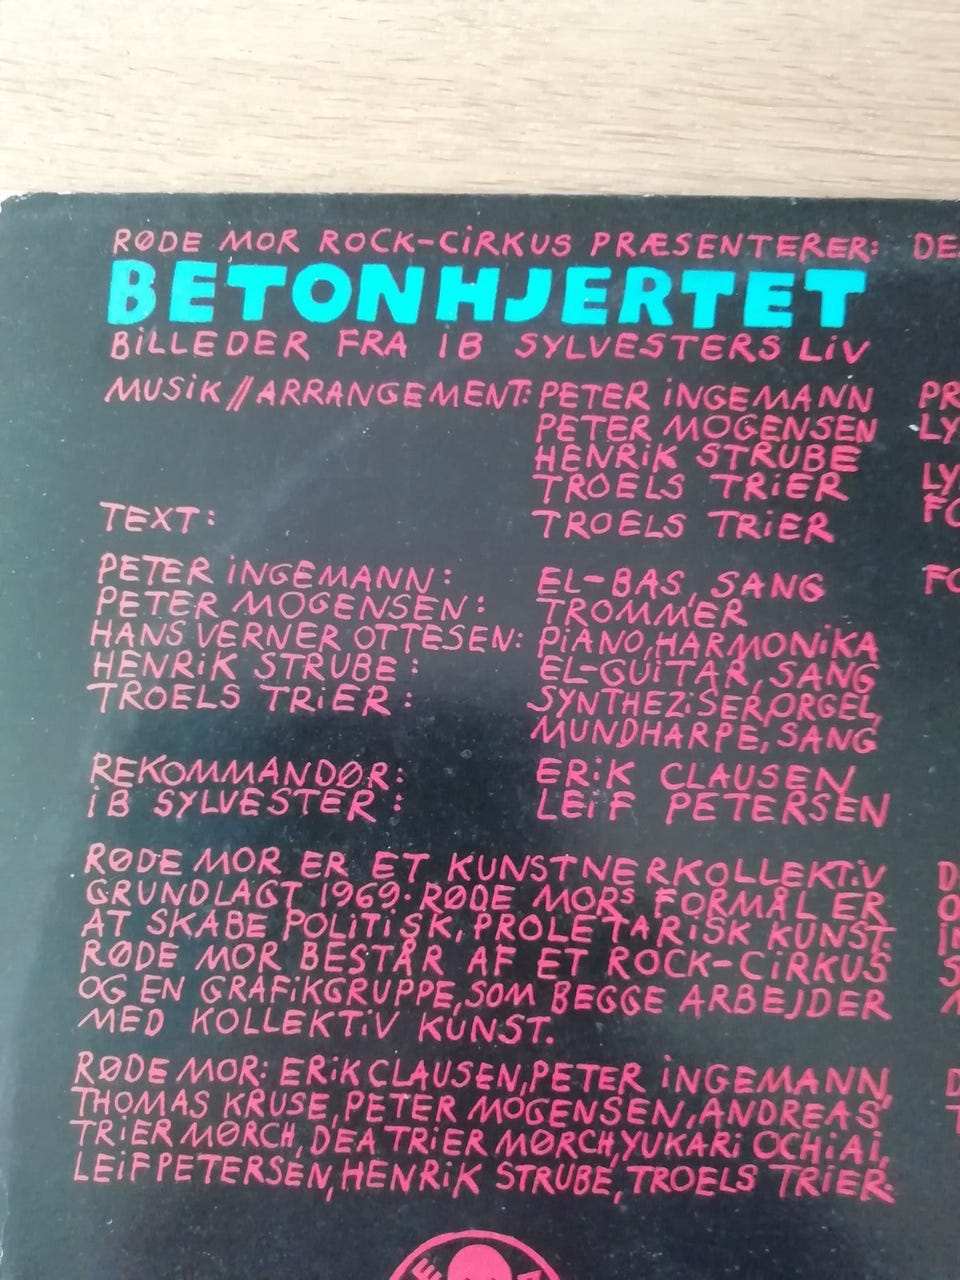 RØDE MOR ROCK-CiRKUS PRÆSENTERER:
BETONHJERTET
BiLLEDER FRA IB SYLVESTERS LiV
MUSiK//ARRANGEMENT: PETER iNGEMANN
PETER MOGENSEN
HENRiK STRUBE
TROELS TRiER
TEXT: TROELS TRiER
PETER iNGEMANN: EL-BAS, SANG
PETER MOGENSEN: TROMMER
HANS VERNER OTTESEN: PiANO, HARMONiKA
HENRiK STRUBE: EL-GUiTAR, SANG
TROELS TRiER: SYNTHEZiSER, ORGEL,
MUNDHARPE, SANG
REKOMMANDØR: ERiK CLAUSEN
iB SYLVESTER: LEiF PETERSEN
RØDE MOR ER ET KUNSTNERKOLLEKTiV
GRUNDLAGT 1969. RØDE MORS FORMÅL ER
AT SKABE POLiTiSK, PROLETARiSK KUNST.
RØDE MOR BESTÅR AF ET ROCK-CiRKUS
OG EN GRAFiKGRUPPE, SOM BEGGE ARBEJDER
MED KOLLEKTiV KUNST.
RØDE MOR: ERiK CLAUSEN, PETER iNGEMANN,
THOMAS KRUSE, PETER MOGENSEN, ANDREAS
TRiER MØRCH, DEA TRiER MØRCH, YUKARi OCHiAi,
LEiF PETERSEN, HENRiK STRUBE, TROELS TRiER.